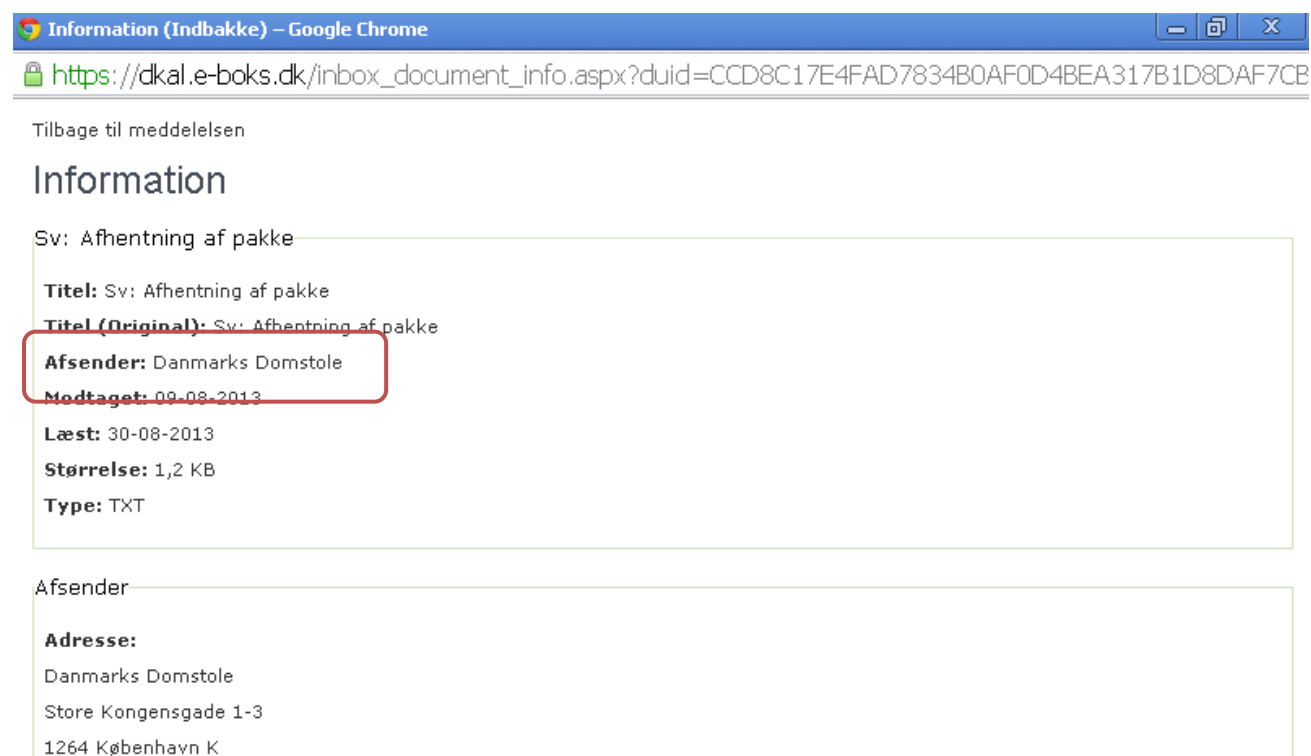 Information (Indbakke) – Google Chrome
https://dkal.e-boks.dk/inbox_document_info.aspx?duid=CCD8C17E4FAD7834B0AF0D4BEA317B1D8DAF7CB
Tilbage til meddelelsen
Information
Sv: Afhentning af pakke
Titel: Sv: Afhentning af pakke
Titel (Original): Sv: Afhentning af pakke
Afsender: Danmarks Domstole
Modtaget: 09-08-2013
Læst: 30-08-2013
Størrelse: 1,2 KB
Type: TXT
Afsender
Adresse:
Danmarks Domstole
Store Kongensgade 1-3
1264 København K